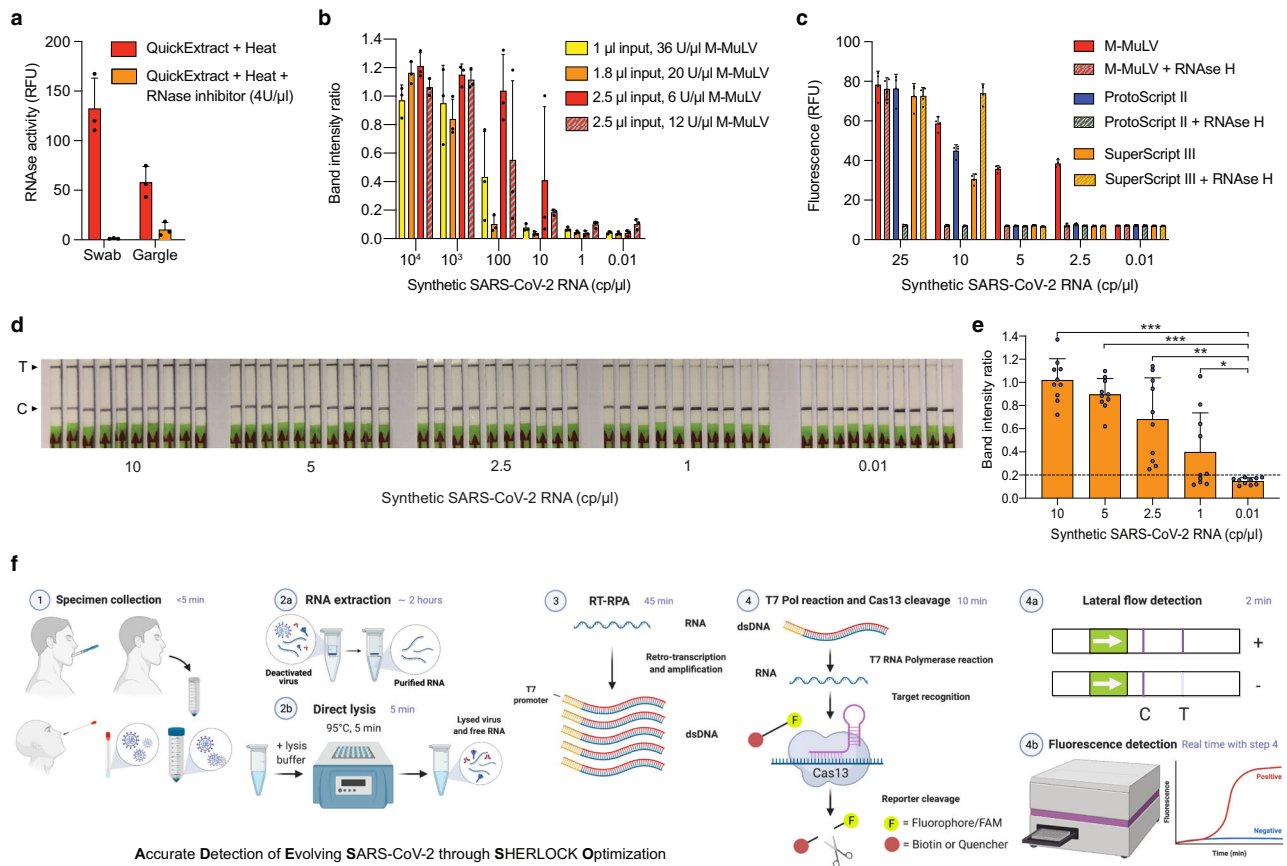 a
RNAse activity (RFU)
200
150
100
50
0
Swab
Gargle
QuickExtract + Heat
QuickExtract + Heat +
RNase inhibitor (4U/µl)
b
Band intensity ratio
1.4
1.2
1.0
0.8
0.6
0.4
0.2
0.0
10⁴
10³
100
10
1
0.01
Synthetic SARS-CoV-2 RNA (cp/µl)
1 µl input, 36 U/µl M-MuLV
1.8 µl input, 20 U/µl M-MuLV
2.5 µl input, 6 U/µl M-MuLV
2.5 µl input, 12 U/µl M-MuLV
c
Fluorescence (RFU)
100
80
60
40
20
0
25
10
5
2.5
0.01
Synthetic SARS-CoV-2 RNA (cp/µl)
M-MuLV
M-MuLV + RNAse H
ProtoScript II
ProtoScript II + RNAse H
SuperScript III
SuperScript III + RNAse H
d
T
C
10
5
2.5
1
0.01
Synthetic SARS-CoV-2 RNA (cp/µl)
e
Band intensity ratio
1.4
1.2
1.0
0.8
0.6
0.4
0.2
0.0
***
***
**
*
10
5
2.5
1
0.01
Synthetic SARS-CoV-2 RNA (cp/µl)
f
1 Specimen collection <5 min
2a RNA extraction ~ 2 hours
Deactivated
virus
Purified RNA
2b Direct lysis 5 min
95°C, 5 min
+ lysis
buffer
Lysed virus
and free RNA
3 RT-RPA 45 min
RNA
Retro-transcription
and amplification
T7
promoter
dsDNA
4 T7 Pol reaction and Cas13 cleavage 10 min
dsDNA
T7 RNA Polymerase reaction
RNA
Target recognition
F
Cas13
Reporter cleavage
F
F = Fluorophore/FAM
= Biotin or Quencher
4a Lateral flow detection 2 min
+
-
C T
4b Fluorescence detection Real time with step 4
Fluorescence
Positive
Negative
Time (min)
Accurate Detection of Evolving SARS-CoV-2 through SHERLOCK Optimization